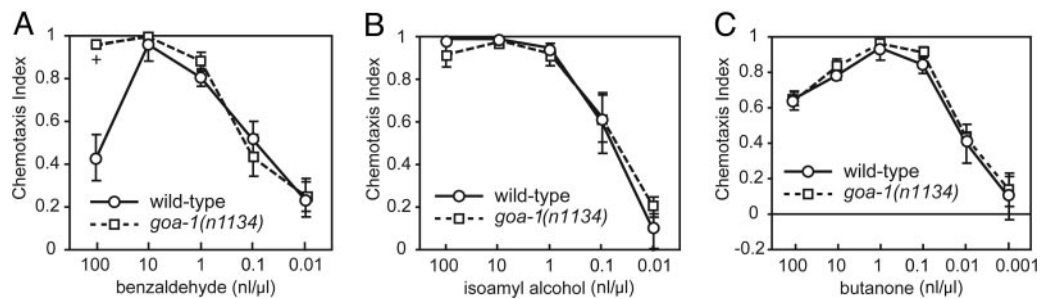 A
Chemotaxis Index
1
0.8
0.6
0.4
0.2
0
+
wild-type
goa-1(n1134)
100 10 1 0.1 0.01
benzaldehyde (nl/µl)
B
Chemotaxis Index
1
0.8
0.6
0.4
0.2
0
wild-type
goa-1(n1134)
100 10 1 0.1 0.01
isoamyl alcohol (nl/µl)
C
Chemotaxis Index
1
0.8
0.6
0.4
0.2
0
-0.2
wild-type
goa-1(n1134)
100 10 1 0.1 0.01 0.001
butanone (nl/µl)